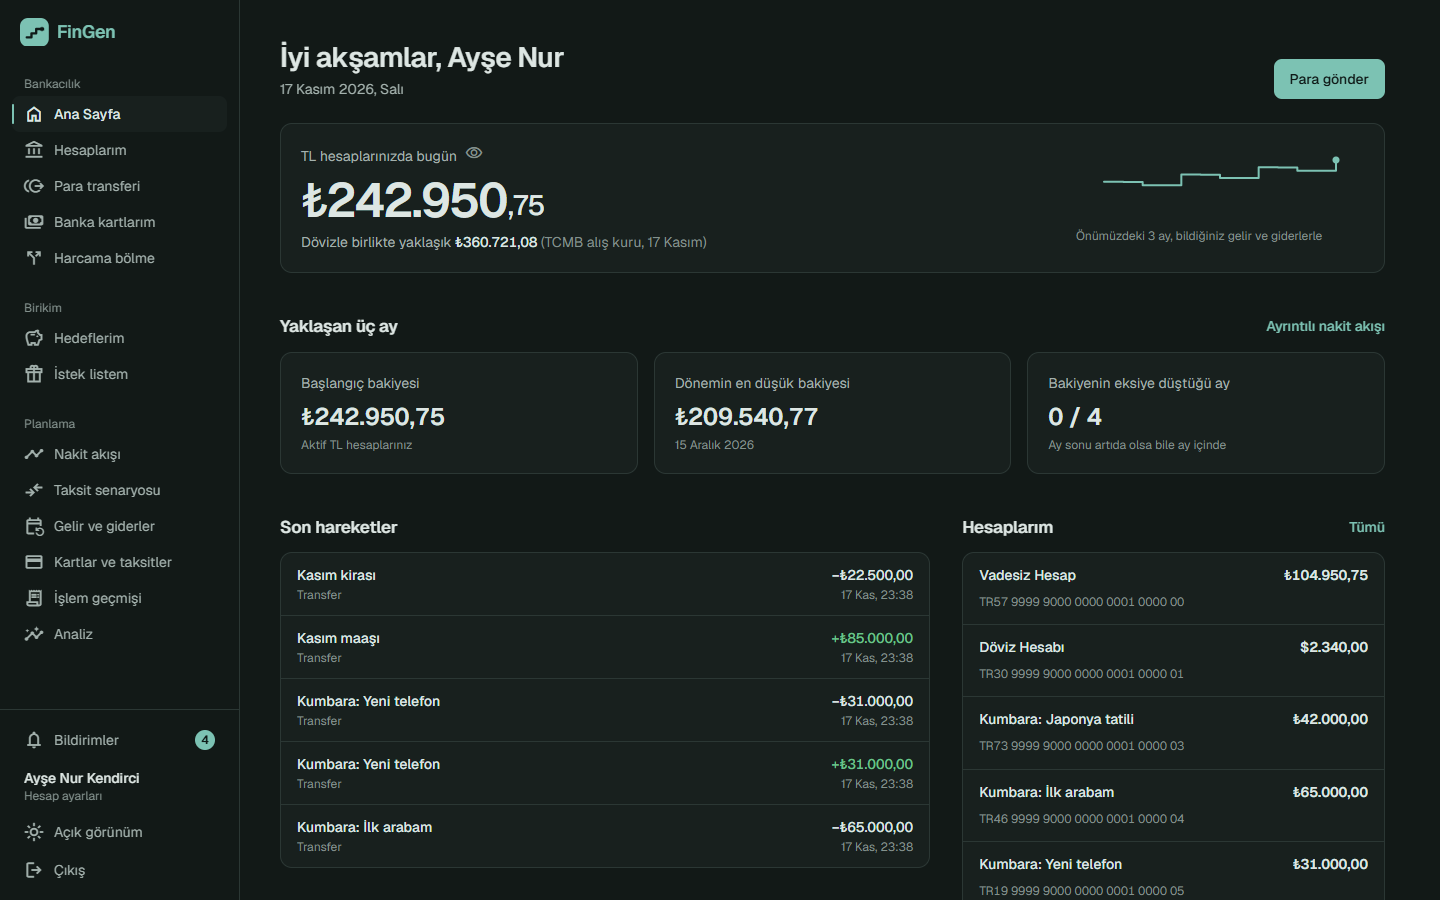 FinGen
Bankacılık
Ana Sayfa
Hesaplarım
Para transferi
Banka kartlarım
Harcama bölme
Birikim
Hedeflerim
İstek listem
Planlama
Nakit akışı
Taksit senaryosu
Gelir ve giderler
Kartlar ve taksitler
İşlem geçmişi
Analiz
Bildirimler 4
Ayşe Nur Kendirci
Hesap ayarları
Açık görünüm
Çıkış
İyi akşamlar, Ayşe Nur
17 Kasım 2026, Salı
Para gönder
TL hesaplarınızda bugün
₺242.950,75
Dövizle birlikte yaklaşık ₺360.721,08 (TCMB alış kuru, 17 Kasım)
Önümüzdeki 3 ay, bildiğiniz gelir ve giderlerle
Yaklaşan üç ay
Ayrıntılı nakit akışı
Başlangıç bakiyesi
₺242.950,75
Aktif TL hesaplarınız
Dönemin en düşük bakiyesi
₺209.540,77
15 Aralık 2026
Bakiyenin eksiye düştüğü ay
0 / 4
Ay sonu artıda olsa bile ay içinde
Son hareketler
Kasım kirası −₺22.500,00
Transfer 17 Kas, 23:38
Kasım maaşı +₺85.000,00
Transfer 17 Kas, 23:38
Kumbara: Yeni telefon −₺31.000,00
Transfer 17 Kas, 23:38
Kumbara: Yeni telefon +₺31.000,00
Transfer 17 Kas, 23:38
Kumbara: İlk arabam −₺65.000,00
Transfer 17 Kas, 23:38
Hesaplarım
Tümü
Vadesiz Hesap ₺104.950,75
TR57 9999 9000 0000 0001 0000 00
Döviz Hesabı $2.340,00
TR30 9999 9000 0000 0001 0000 01
Kumbara: Japonya tatili ₺42.000,00
TR73 9999 9000 0000 0001 0000 03
Kumbara: İlk arabam ₺65.000,00
TR46 9999 9000 0000 0001 0000 04
Kumbara: Yeni telefon ₺31.000,00
TR19 9999 9000 0000 0001 0000 05